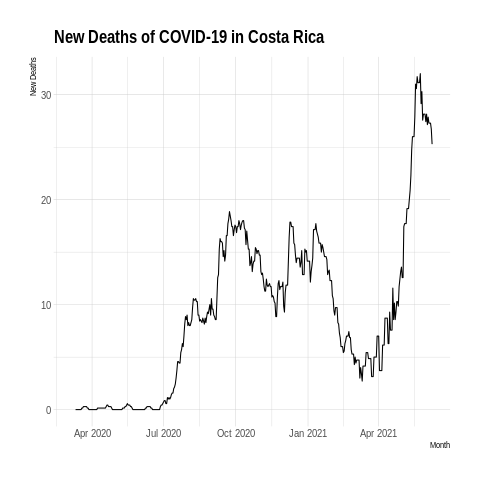 New Deaths of COVID-19 in Costa Rica
New Deaths
30
20
10
0
Apr 2020 Jul 2020 Oct 2020 Jan 2021 Apr 2021
Month